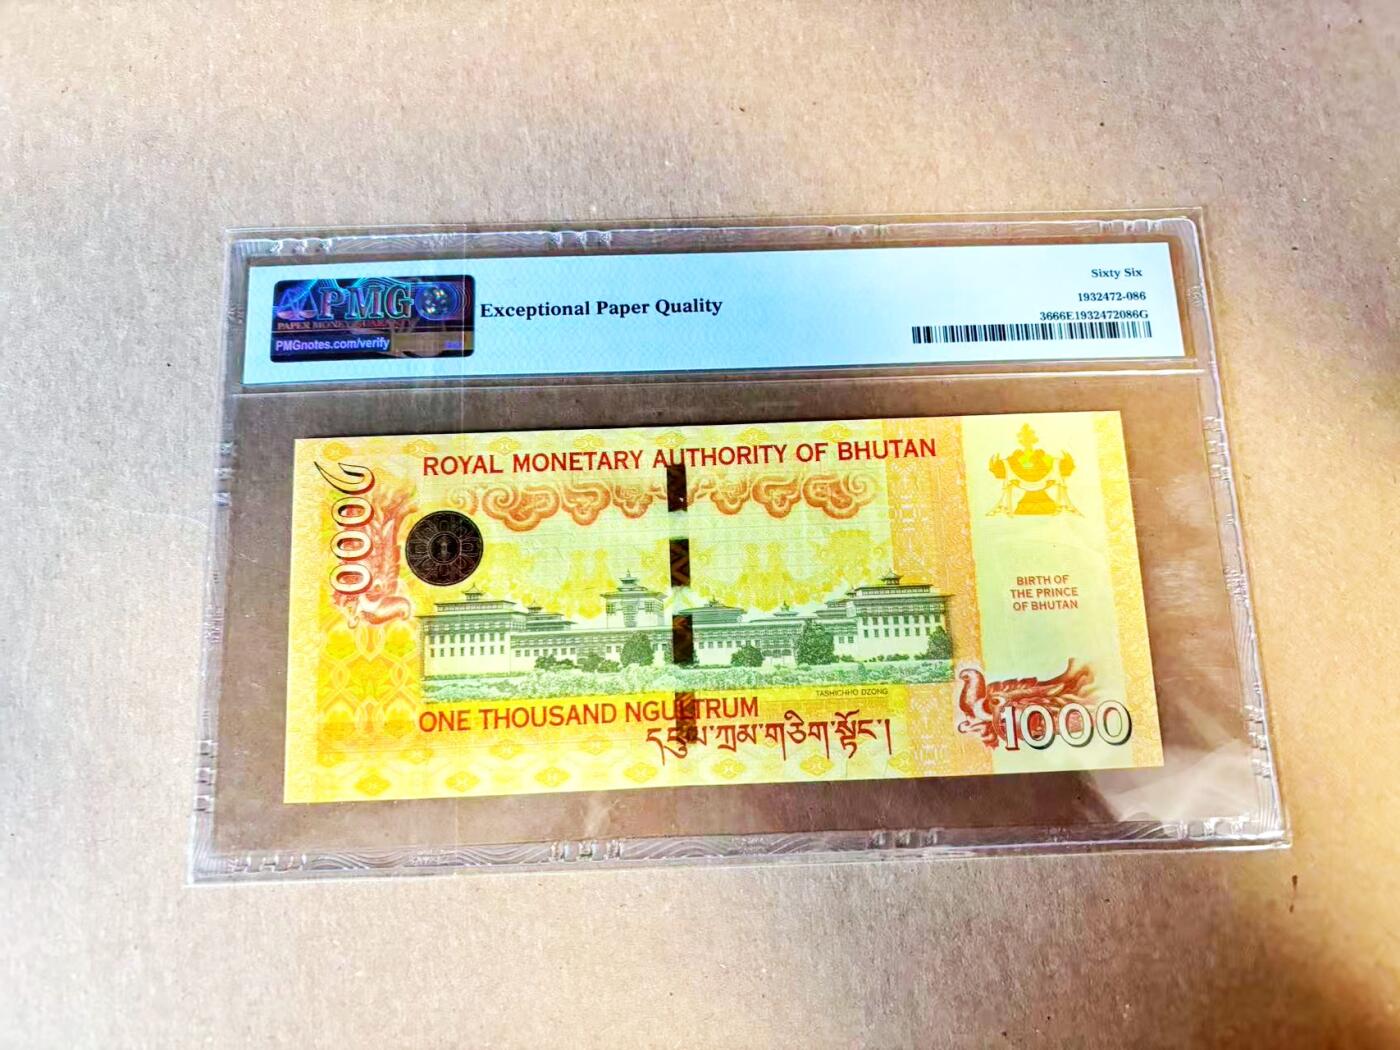 PMG
PAPER MONEY GUARANTY
PMGnotes.com/verify
Exceptional Paper Quality
Sixty Six
1932472-086
3666E1932472086G
ROYAL MONETARY AUTHORITY OF BHUTAN
1000
BIRTH OF
THE PRINCE
OF BHUTAN
TASHICHHO DZONG
ONE THOUSAND NGULTRUM
དངུལ་ཀྲམ་གཅིག་སྟོང་།
1000